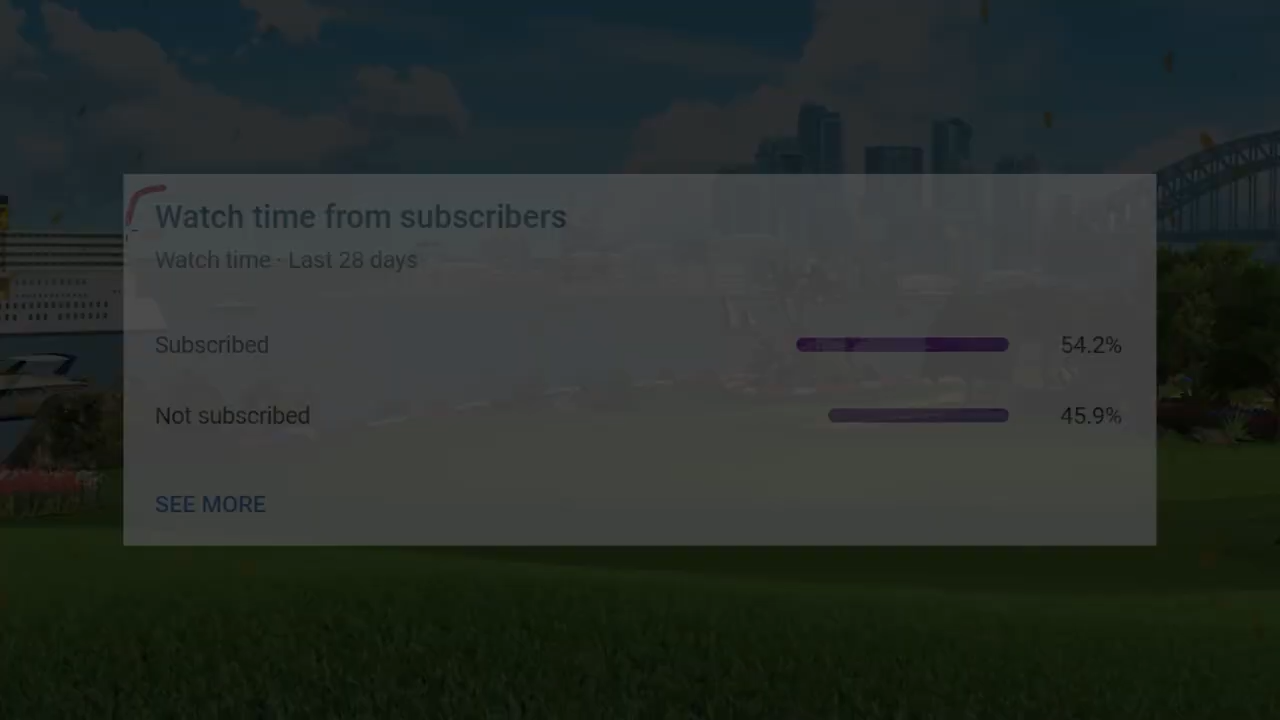 Watch time from subscribers
Watch time · Last 28 days
Subscribed 54.2%
Not subscribed 45.9%
SEE MORE